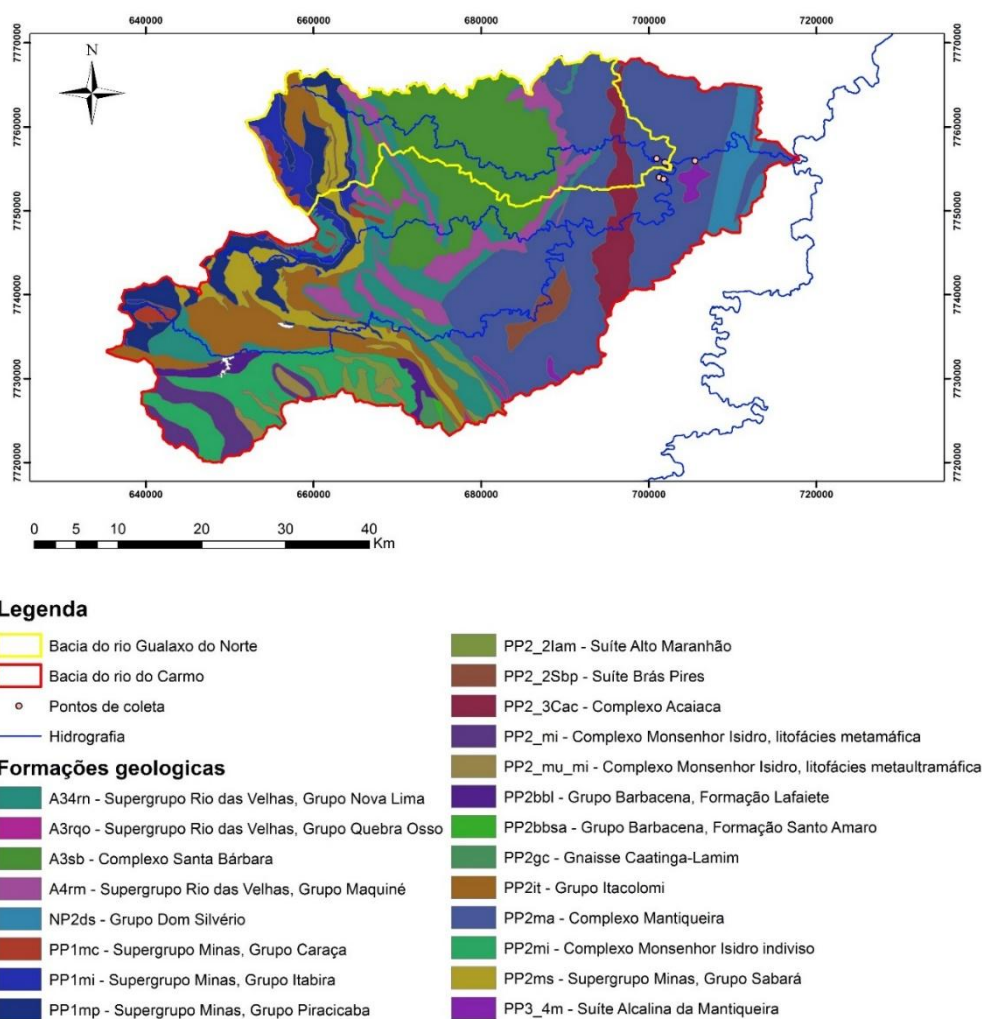 640000 660000 680000 700000 720000
7770000 7770000
N
7760000 7760000
7750000 7750000
7740000 7740000
7730000 7730000
7720000 7720000
640000 660000 680000 700000 720000
0 5 10 20 30 40
Km
Legenda
Bacia do rio Gualaxo do Norte
Bacia do rio do Carmo
Pontos de coleta
Hidrografia
Formações geologicas
A34rn - Supergrupo Rio das Velhas, Grupo Nova Lima
A3rqo - Supergrupo Rio das Velhas, Grupo Quebra Osso
A3sb - Complexo Santa Bárbara
A4rm - Supergrupo Rio das Velhas, Grupo Maquiné
NP2ds - Grupo Dom Silvério
PP1mc - Supergrupo Minas, Grupo Caraça
PP1mi - Supergrupo Minas, Grupo Itabira
PP1mp - Supergrupo Minas, Grupo Piracicaba
PP2_2lam - Suíte Alto Maranhão
PP2_2Sbp - Suíte Brás Pires
PP2_3Cac - Complexo Acaiaca
PP2_mi - Complexo Monsenhor Isidro, litofácies metamáfica
PP2_mu_mi - Complexo Monsenhor Isidro, litofácies metaultramáfica
PP2bbl - Grupo Barbacena, Formação Lafaiete
PP2bbsa - Grupo Barbacena, Formação Santo Amaro
PP2gc - Gnaisse Caatinga-Lamim
PP2it - Grupo Itacolomi
PP2ma - Complexo Mantiqueira
PP2mi - Complexo Monsenhor Isidro indiviso
PP2ms - Supergrupo Minas, Grupo Sabará
PP3_4m - Suíte Alcalina da Mantiqueira